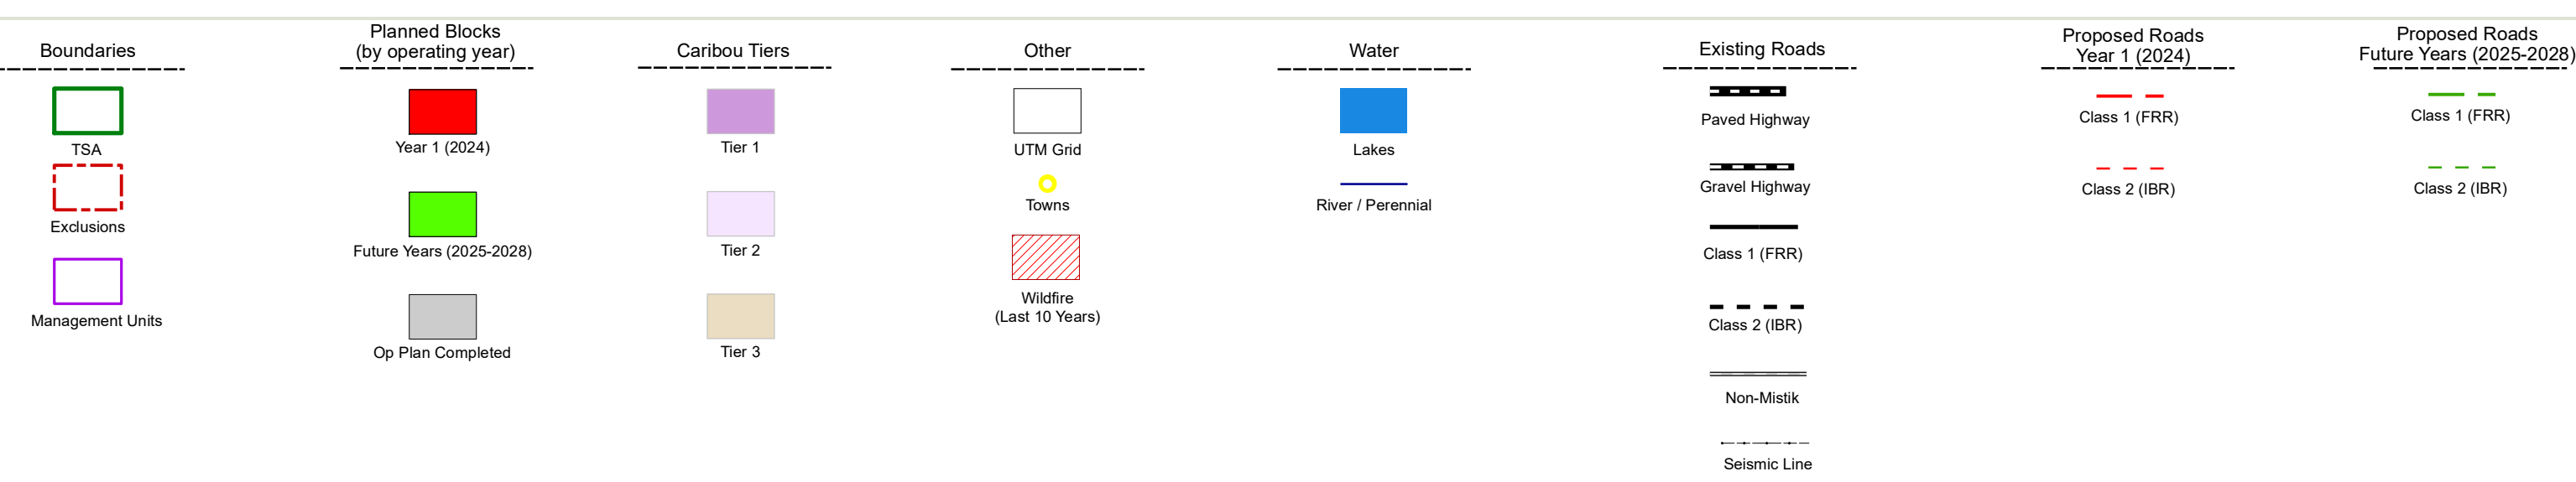 Boundaries
TSA
Exclusions
Management Units
Planned Blocks
(by operating year)
Year 1 (2024)
Future Years (2025-2028)
Op Plan Completed
Caribou Tiers
Tier 1
Tier 2
Tier 3
Other
UTM Grid
Towns
Wildfire
(Last 10 Years)
Water
Lakes
River / Perennial
Existing Roads
Paved Highway
Gravel Highway
Class 1 (FRR)
Class 2 (IBR)
Non-Mistik
Seismic Line
Proposed Roads
Year 1 (2024)
Class 1 (FRR)
Class 2 (IBR)
Proposed Roads
Future Years (2025-2028)
Class 1 (FRR)
Class 2 (IBR)